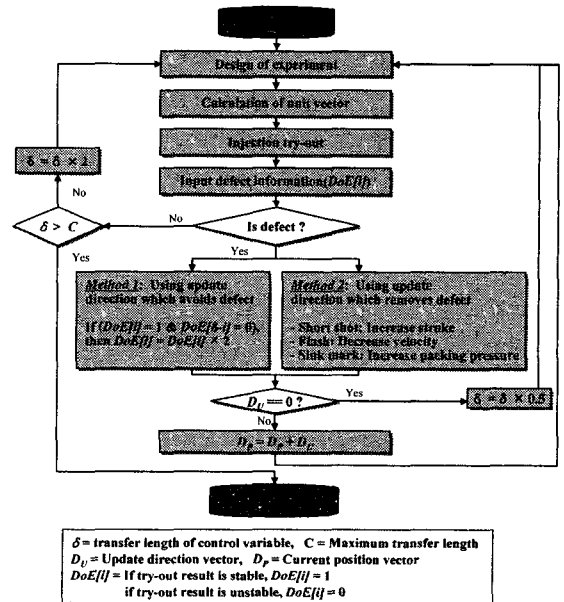 Design of experiment
Calculation of unit vector
Injection try-out
Input defect information(DoE[i])
δ = δ × 2
No
δ > C
No
Is defect ?
Yes
Yes
Yes
Method 1: Using update
direction which avoids defect
If (DoE[i] = 1 & DoE[8-i] = 0),
then DoE[i] = DoE[i] × 2
Method 2: Using update
direction which removes defect
- Short shot: Increase stroke
- Flash: Decrease velocity
- Sink mark: Increase packing pressure
D_U == 0 ?
Yes
δ = δ × 0.5
No
D_P = D_P + D_U
δ = transfer length of control variable, C = Maximum transfer length
D_U = Update direction vector, D_P = Current position vector
DoE[i] = If try-out result is stable, DoE[i] = 1
if try-out result is unstable, DoE[i] = 0